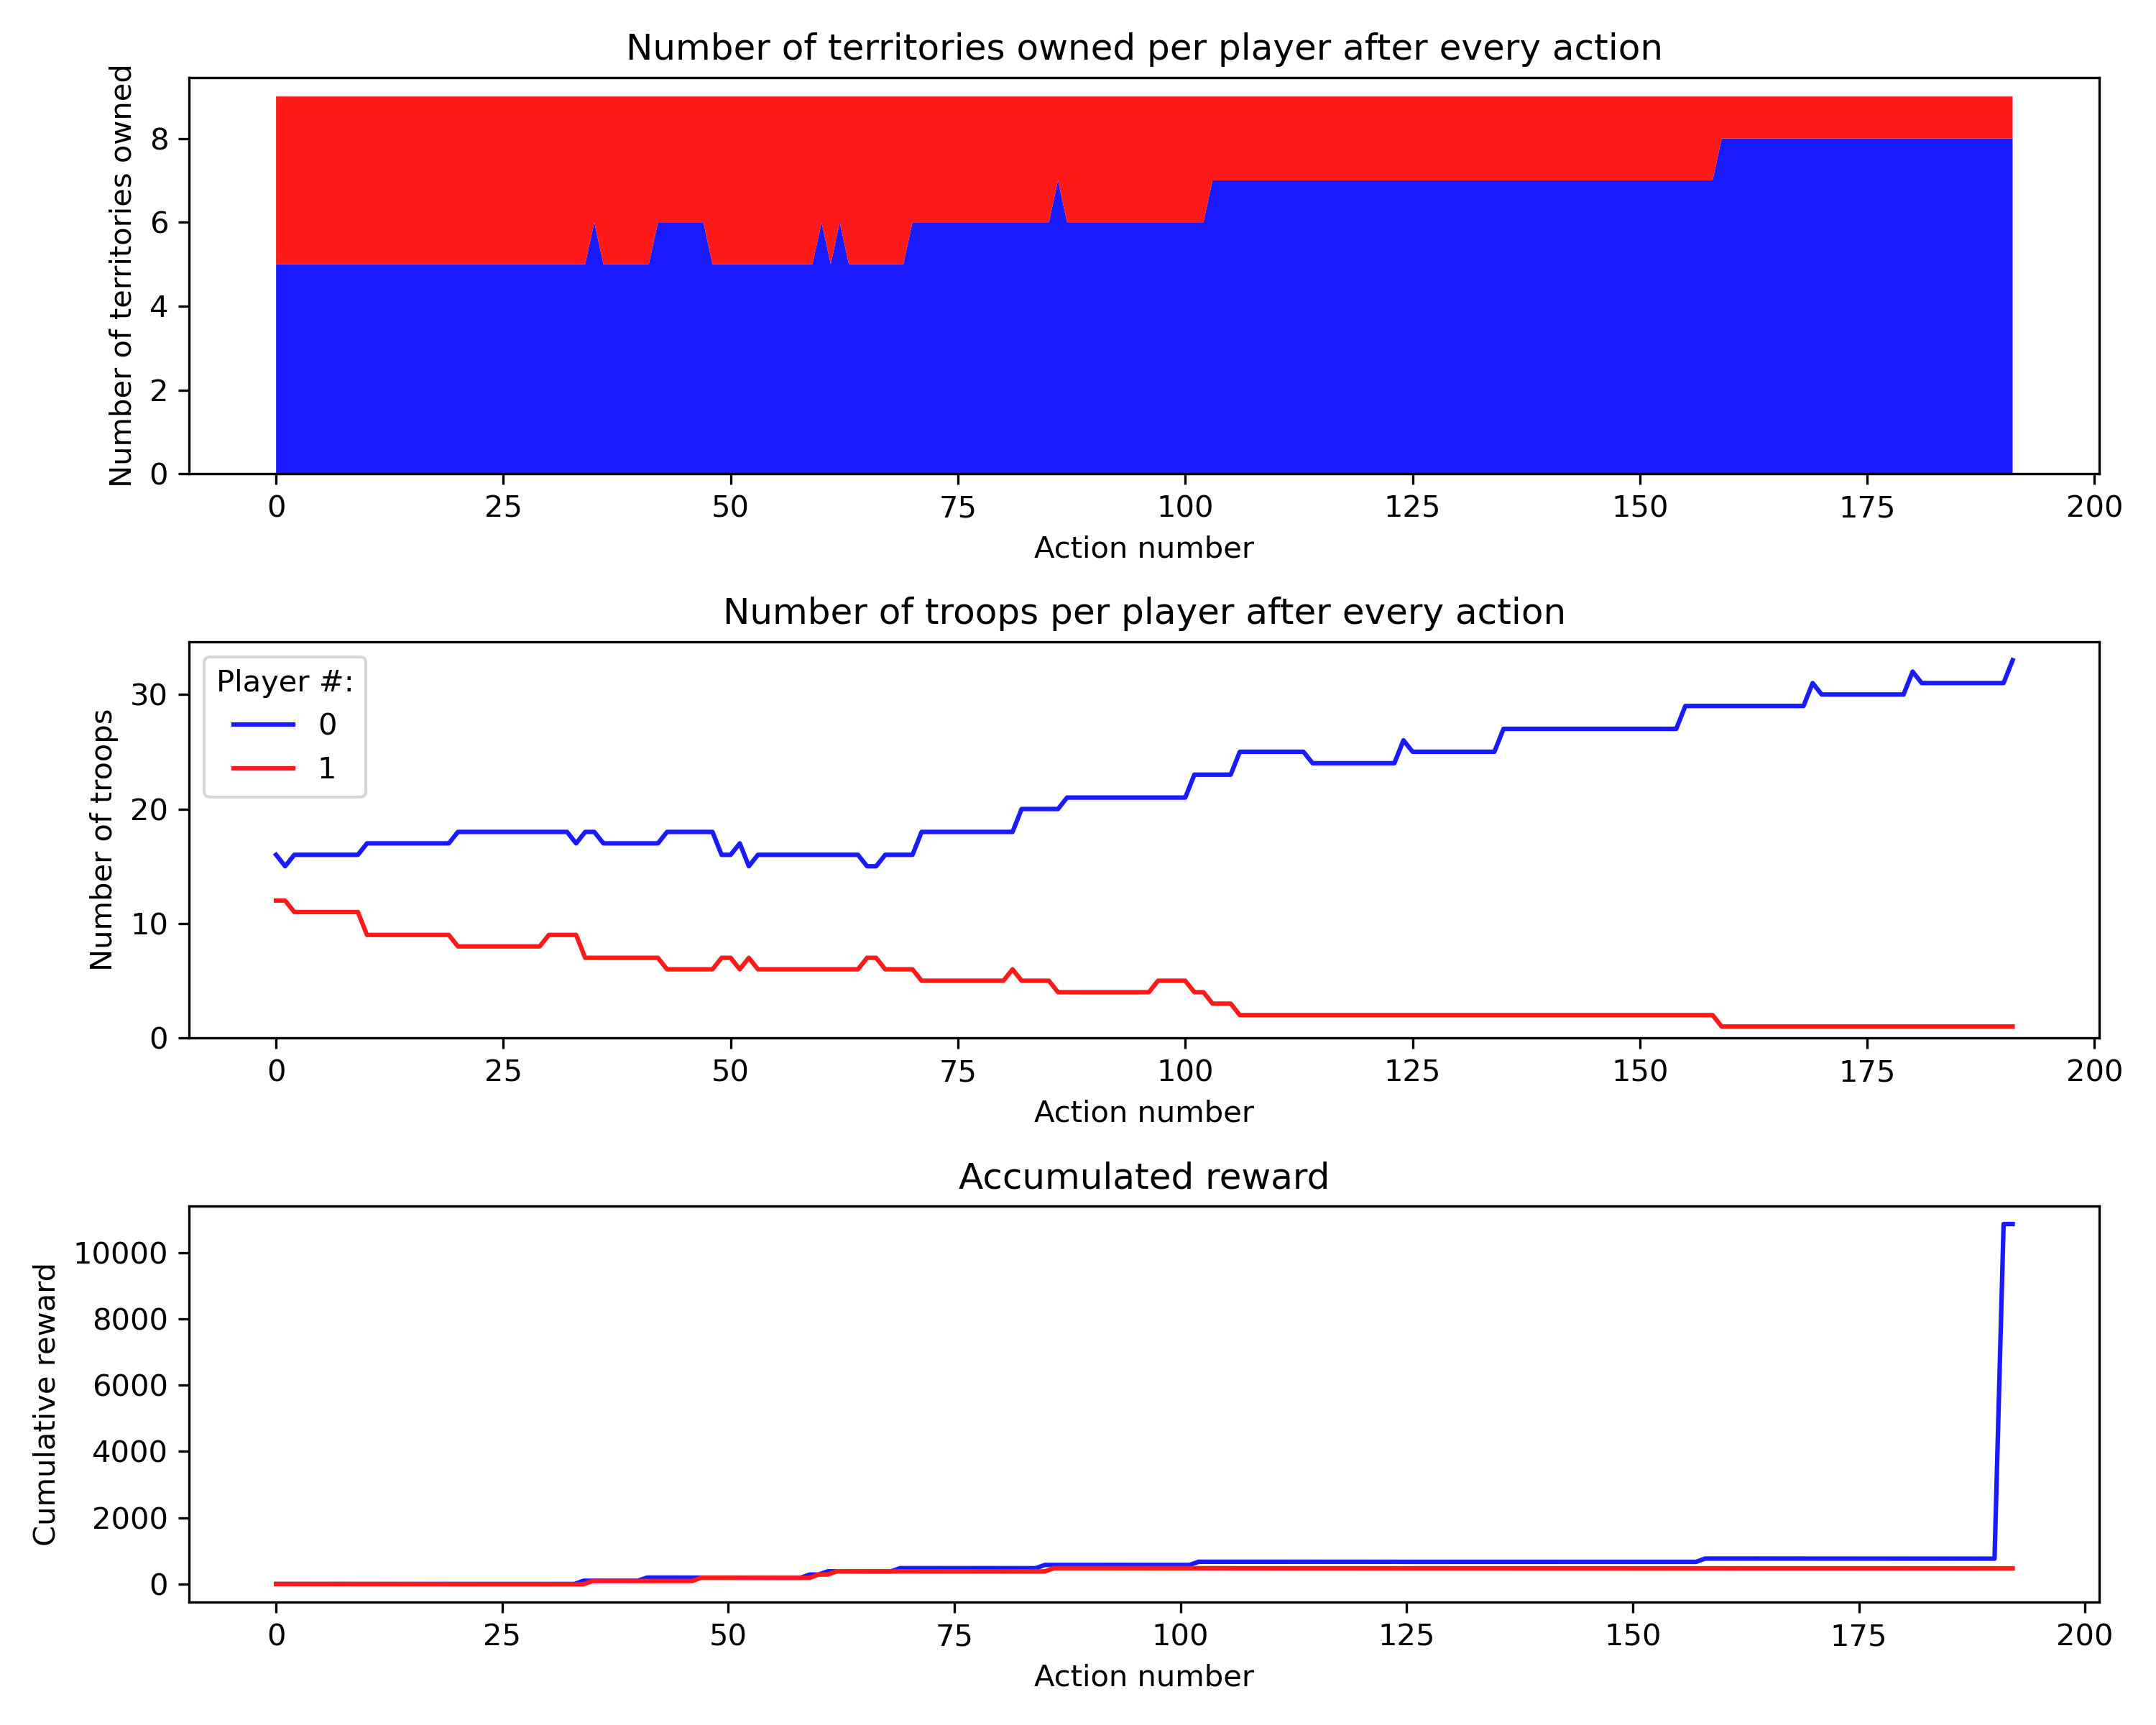 Number of territories owned per player after every action
Number of territories owned
8
6
4
2
0
0 25 50 75 100 125 150 175 200
Action number
Number of troops per player after every action
Number of troops
30
20
10
0
Player #:
0
1
0 25 50 75 100 125 150 175 200
Action number
Accumulated reward
Cumulative reward
10000
8000
6000
4000
2000
0
0 25 50 75 100 125 150 175 200
Action number